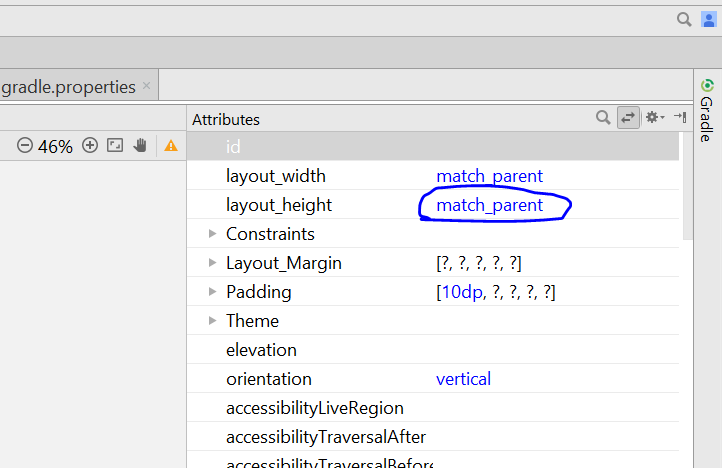 gradle.properties ×
Attributes
Gradle
46%
id
layout_width match_parent
layout_height match_parent
Constraints
Layout_Margin [?, ?, ?, ?, ?]
Padding [10dp, ?, ?, ?, ?]
Theme
elevation
orientation vertical
accessibilityLiveRegion
accessibilityTraversalAfter
accessibilityTraversalBefore